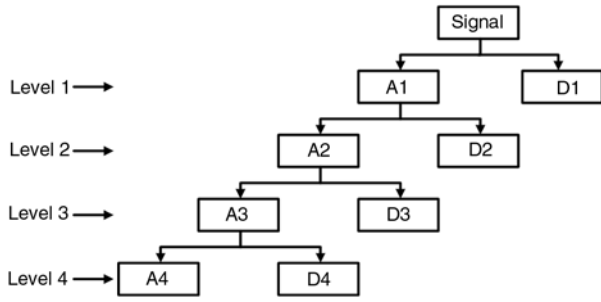 Signal
Level 1 A1 D1
Level 2 A2 D2
Level 3 A3 D3
Level 4 A4 D4